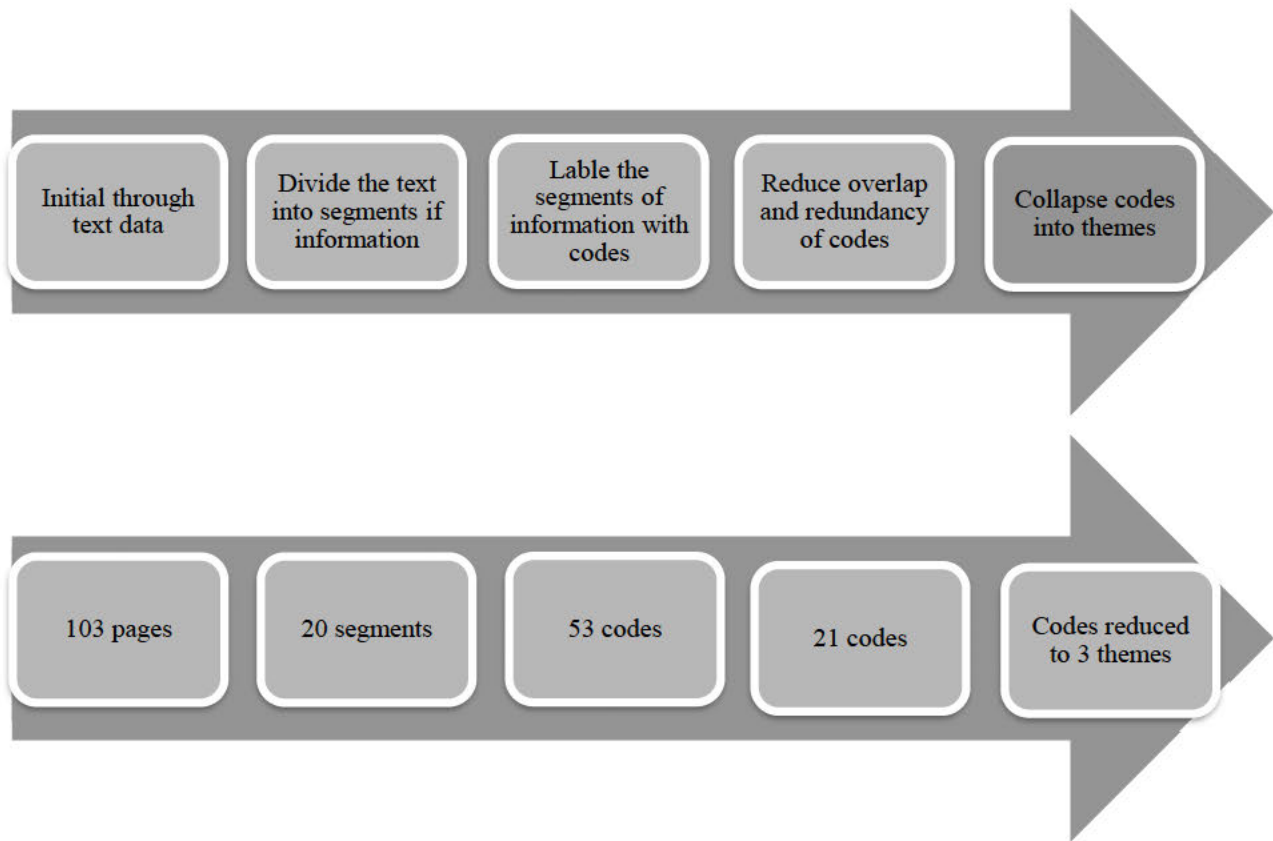 Initial through
text data
Divide the text
into segments if
information
Lable the
segments of
information with
codes
Reduce overlap
and redundancy
of codes
Collapse codes
into themes
103 pages
20 segments
53 codes
21 codes
Codes reduced
to 3 themes